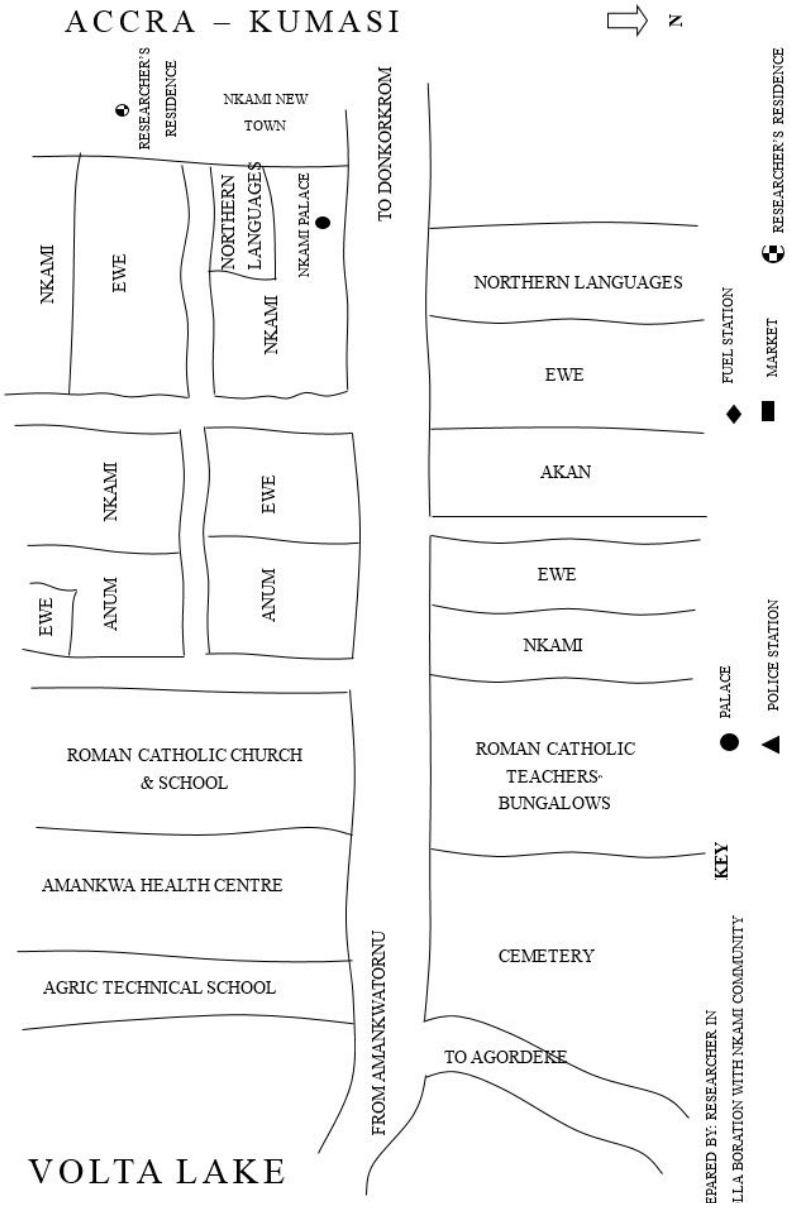 ACCRA – KUMASI
N
RESEARCHER'S
RESIDENCE
NKAMI NEW
TOWN
TO DONKORKROM
NKAMI
EWE
NORTHERN
LANGUAGES
NKAMI PALACE
NKAMI
NORTHERN LANGUAGES
EWE
AKAN
NKAMI
EWE
EWE
ANUM
ANUM
EWE
NKAMI
ROMAN CATHOLIC CHURCH
& SCHOOL
ROMAN CATHOLIC
TEACHERS-
BUNGALOWS
AMANKWA HEALTH CENTRE
AGRIC TECHNICAL SCHOOL
CEMETERY
FROM AMANKWATORNU
TO AGORDEKE
VOLTA LAKE
KEY
PALACE
FUEL STATION
POLICE STATION
MARKET
RESEARCHER'S RESIDENCE
EPARED BY: RESEARCHER IN
LLA BORATION WITH NKAMI COMMUNITY